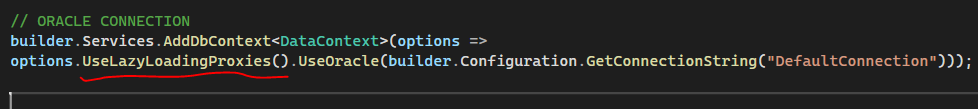 // ORACLE CONNECTION
builder.Services.AddDbContext<DataContext>(options =>
options.UseLazyLoadingProxies().UseOracle(builder.Configuration.GetConnectionString("DefaultConnection")));